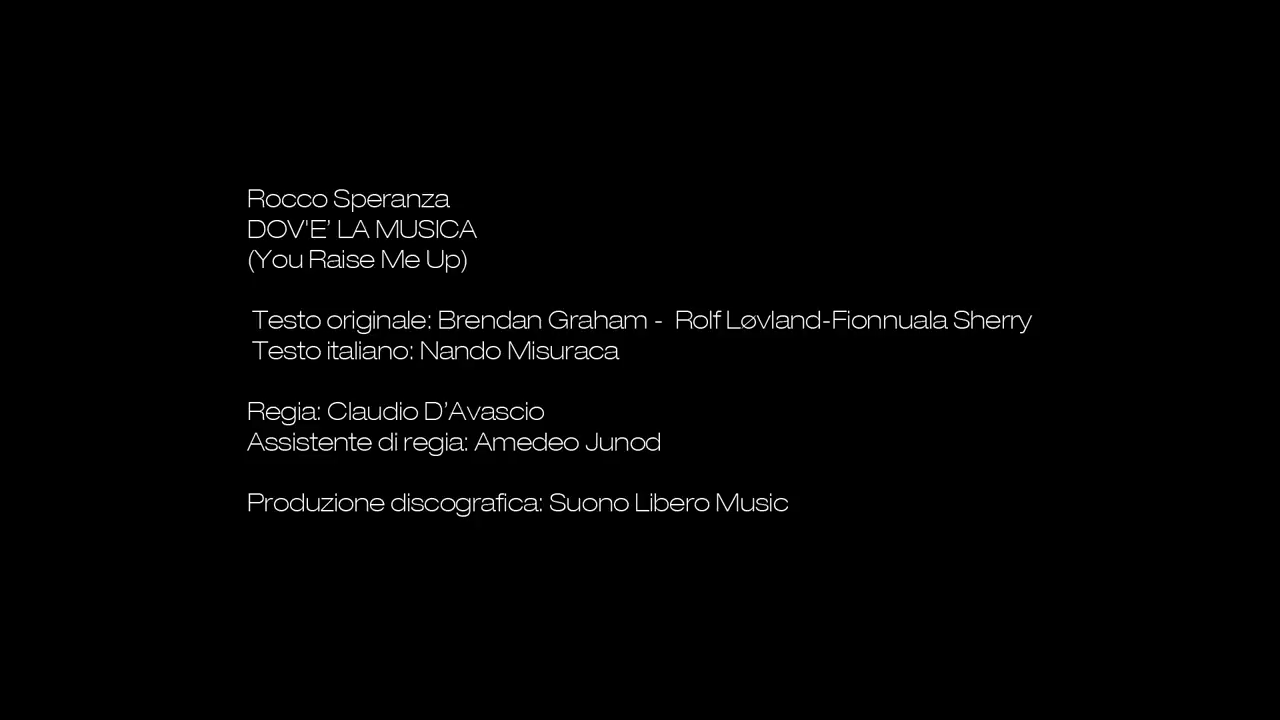 Rocco Speranza
DOV'E’ LA MUSICA
(You Raise Me Up)
Testo originale: Brendan Graham - Rolf Løvland-Fionnuala Sherry
Testo italiano: Nando Misuraca
Regia: Claudio D’Avascio
Assistente di regia: Amedeo Junod
Produzione discografica: Suono Libero Music